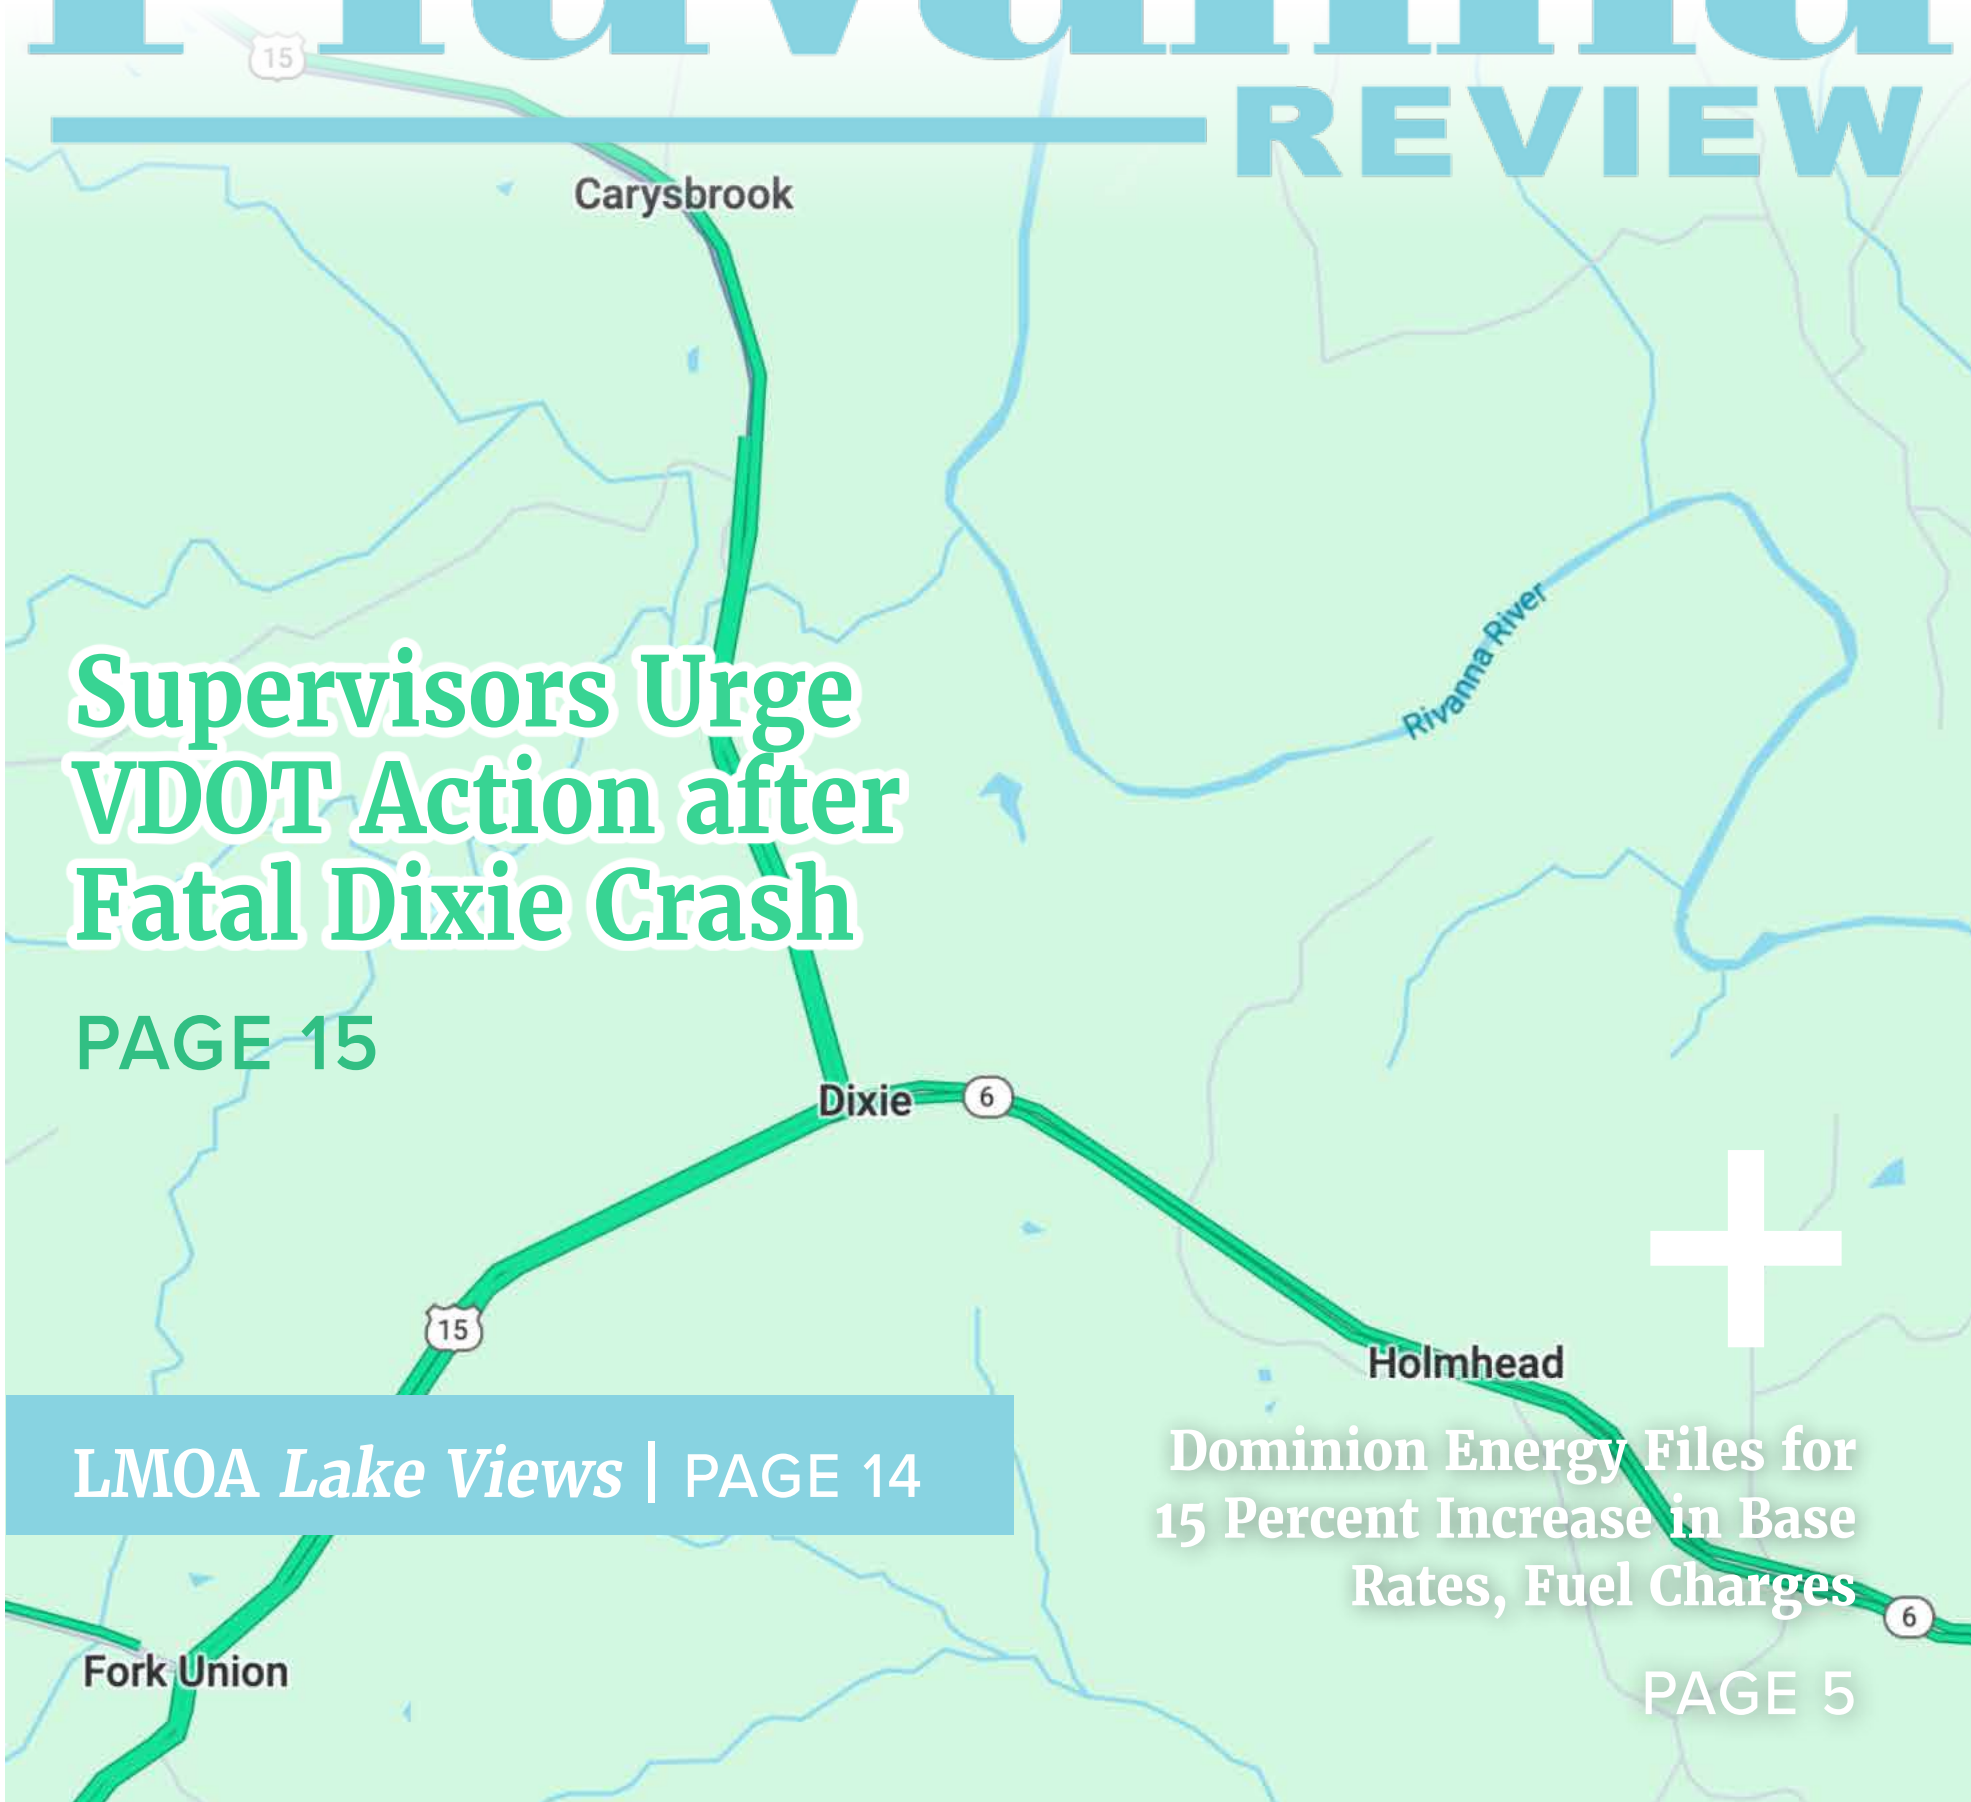 15
REVIEW
Carysbrook
Rivanna River
Supervisors Urge
VDOT Action after
Fatal Dixie Crash
PAGE 15
Dixie
6
15
Holmhead
LMOA Lake Views | PAGE 14
Dominion Energy Files for
15 Percent Increase in Base
Rates, Fuel Charges
6
Fork Union
PAGE 5